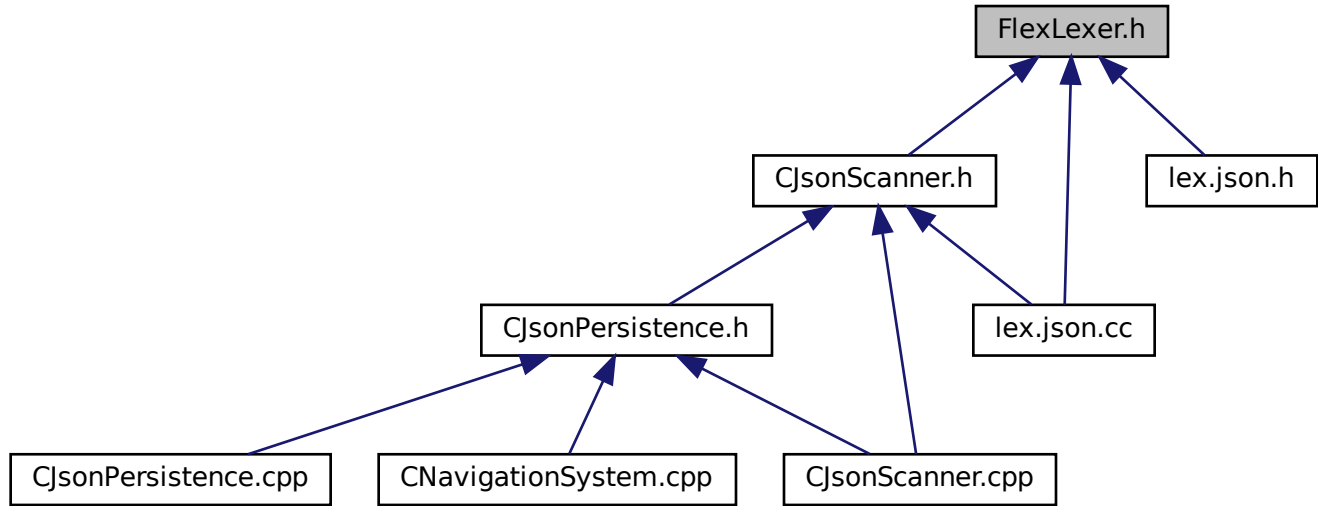 FlexLexer.h
CJsonScanner.h
lex.json.h
CJsonPersistence.h
lex.json.cc
CJsonPersistence.cpp
CNavigationSystem.cpp
CJsonScanner.cpp